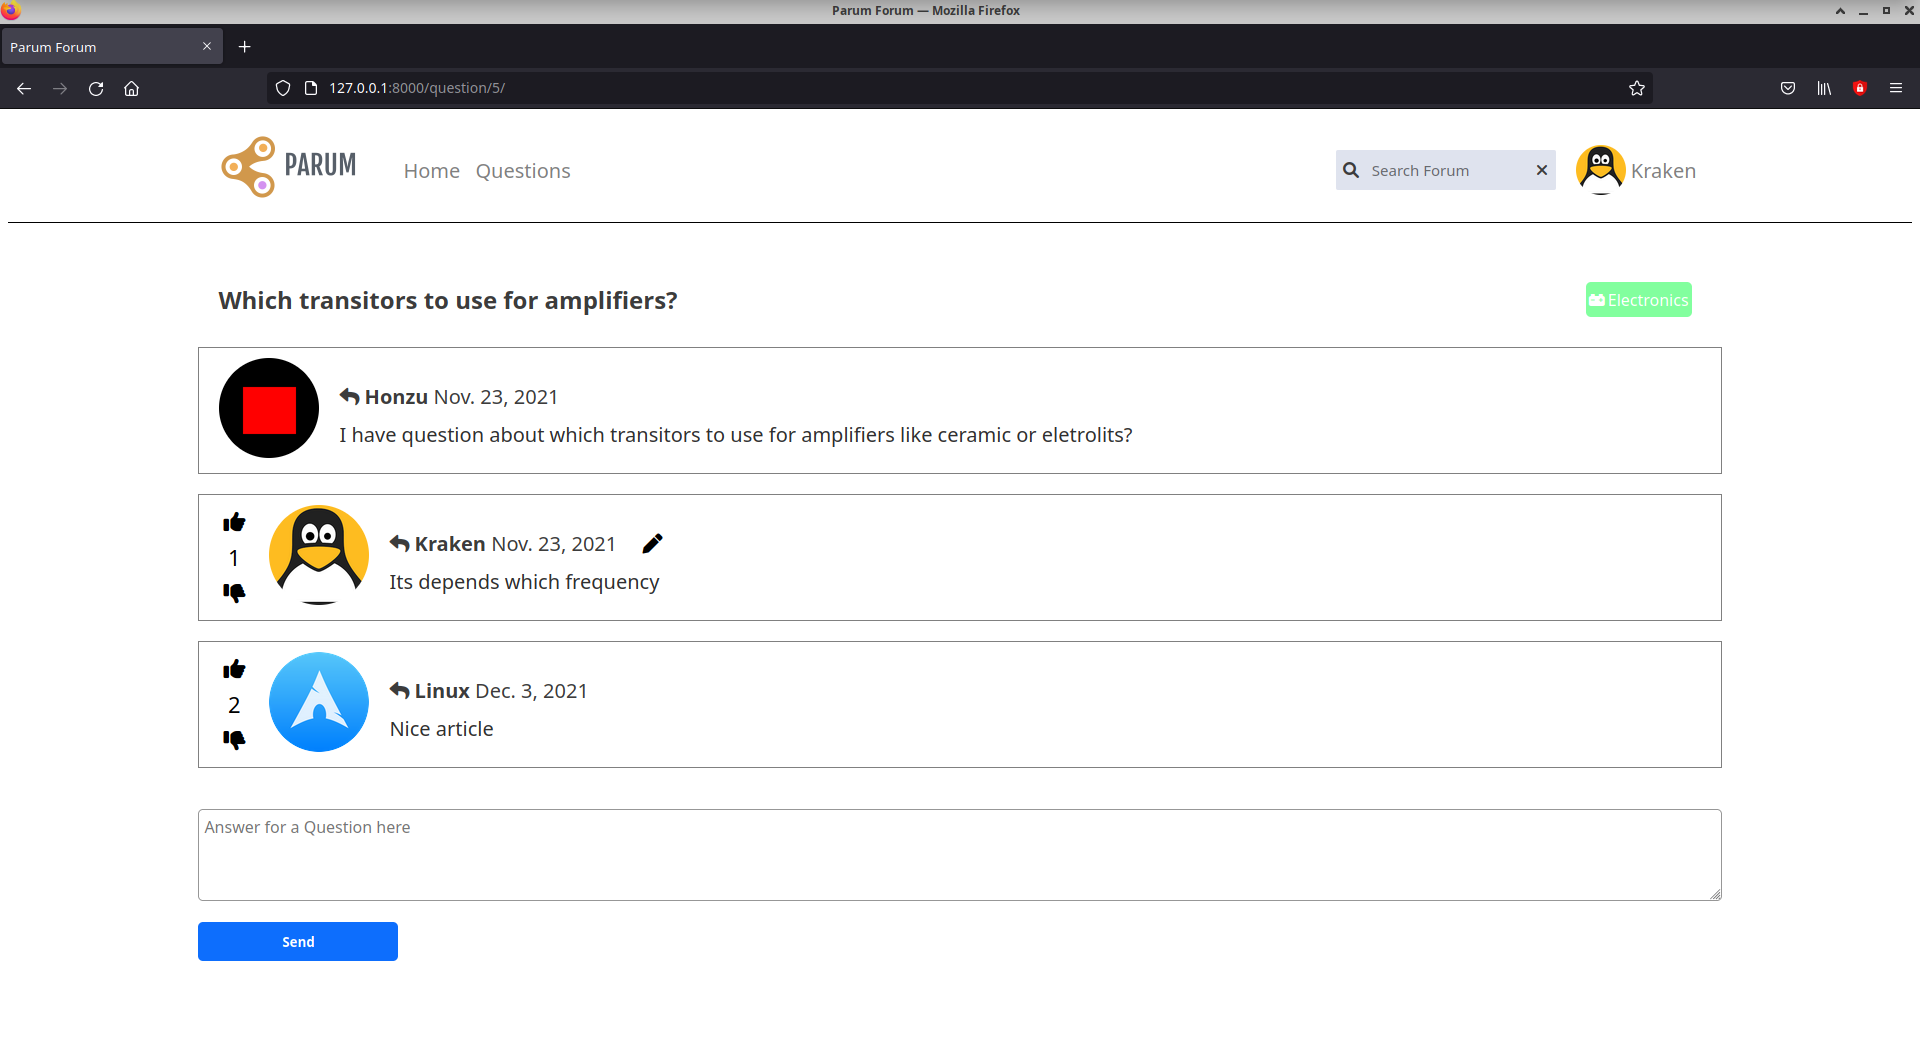 Parum Forum — Mozilla Firefox
Parum Forum
127.0.0.1:8000/question/5/
PARUM
Home Questions
Search Forum
Kraken
Which transitors to use for amplifiers?
Electronics
Honzu Nov. 23, 2021
I have question about which transitors to use for amplifiers like ceramic or eletrolits?
1
Kraken Nov. 23, 2021
Its depends which frequency
2
Linux Dec. 3, 2021
Nice article
Answer for a Question here
Send